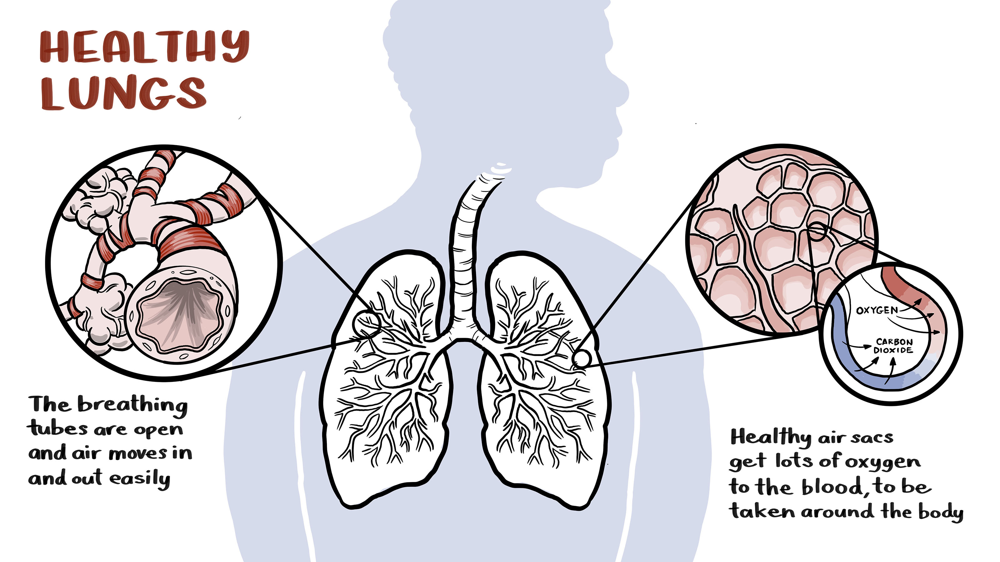 HEALTHY
LUNGS
The breathing
tubes are open
and air moves in
and out easily
OXYGEN
CARBON
DIOXIDE
Healthy air sacs
get lots of oxygen
to the blood, to be
taken around the body